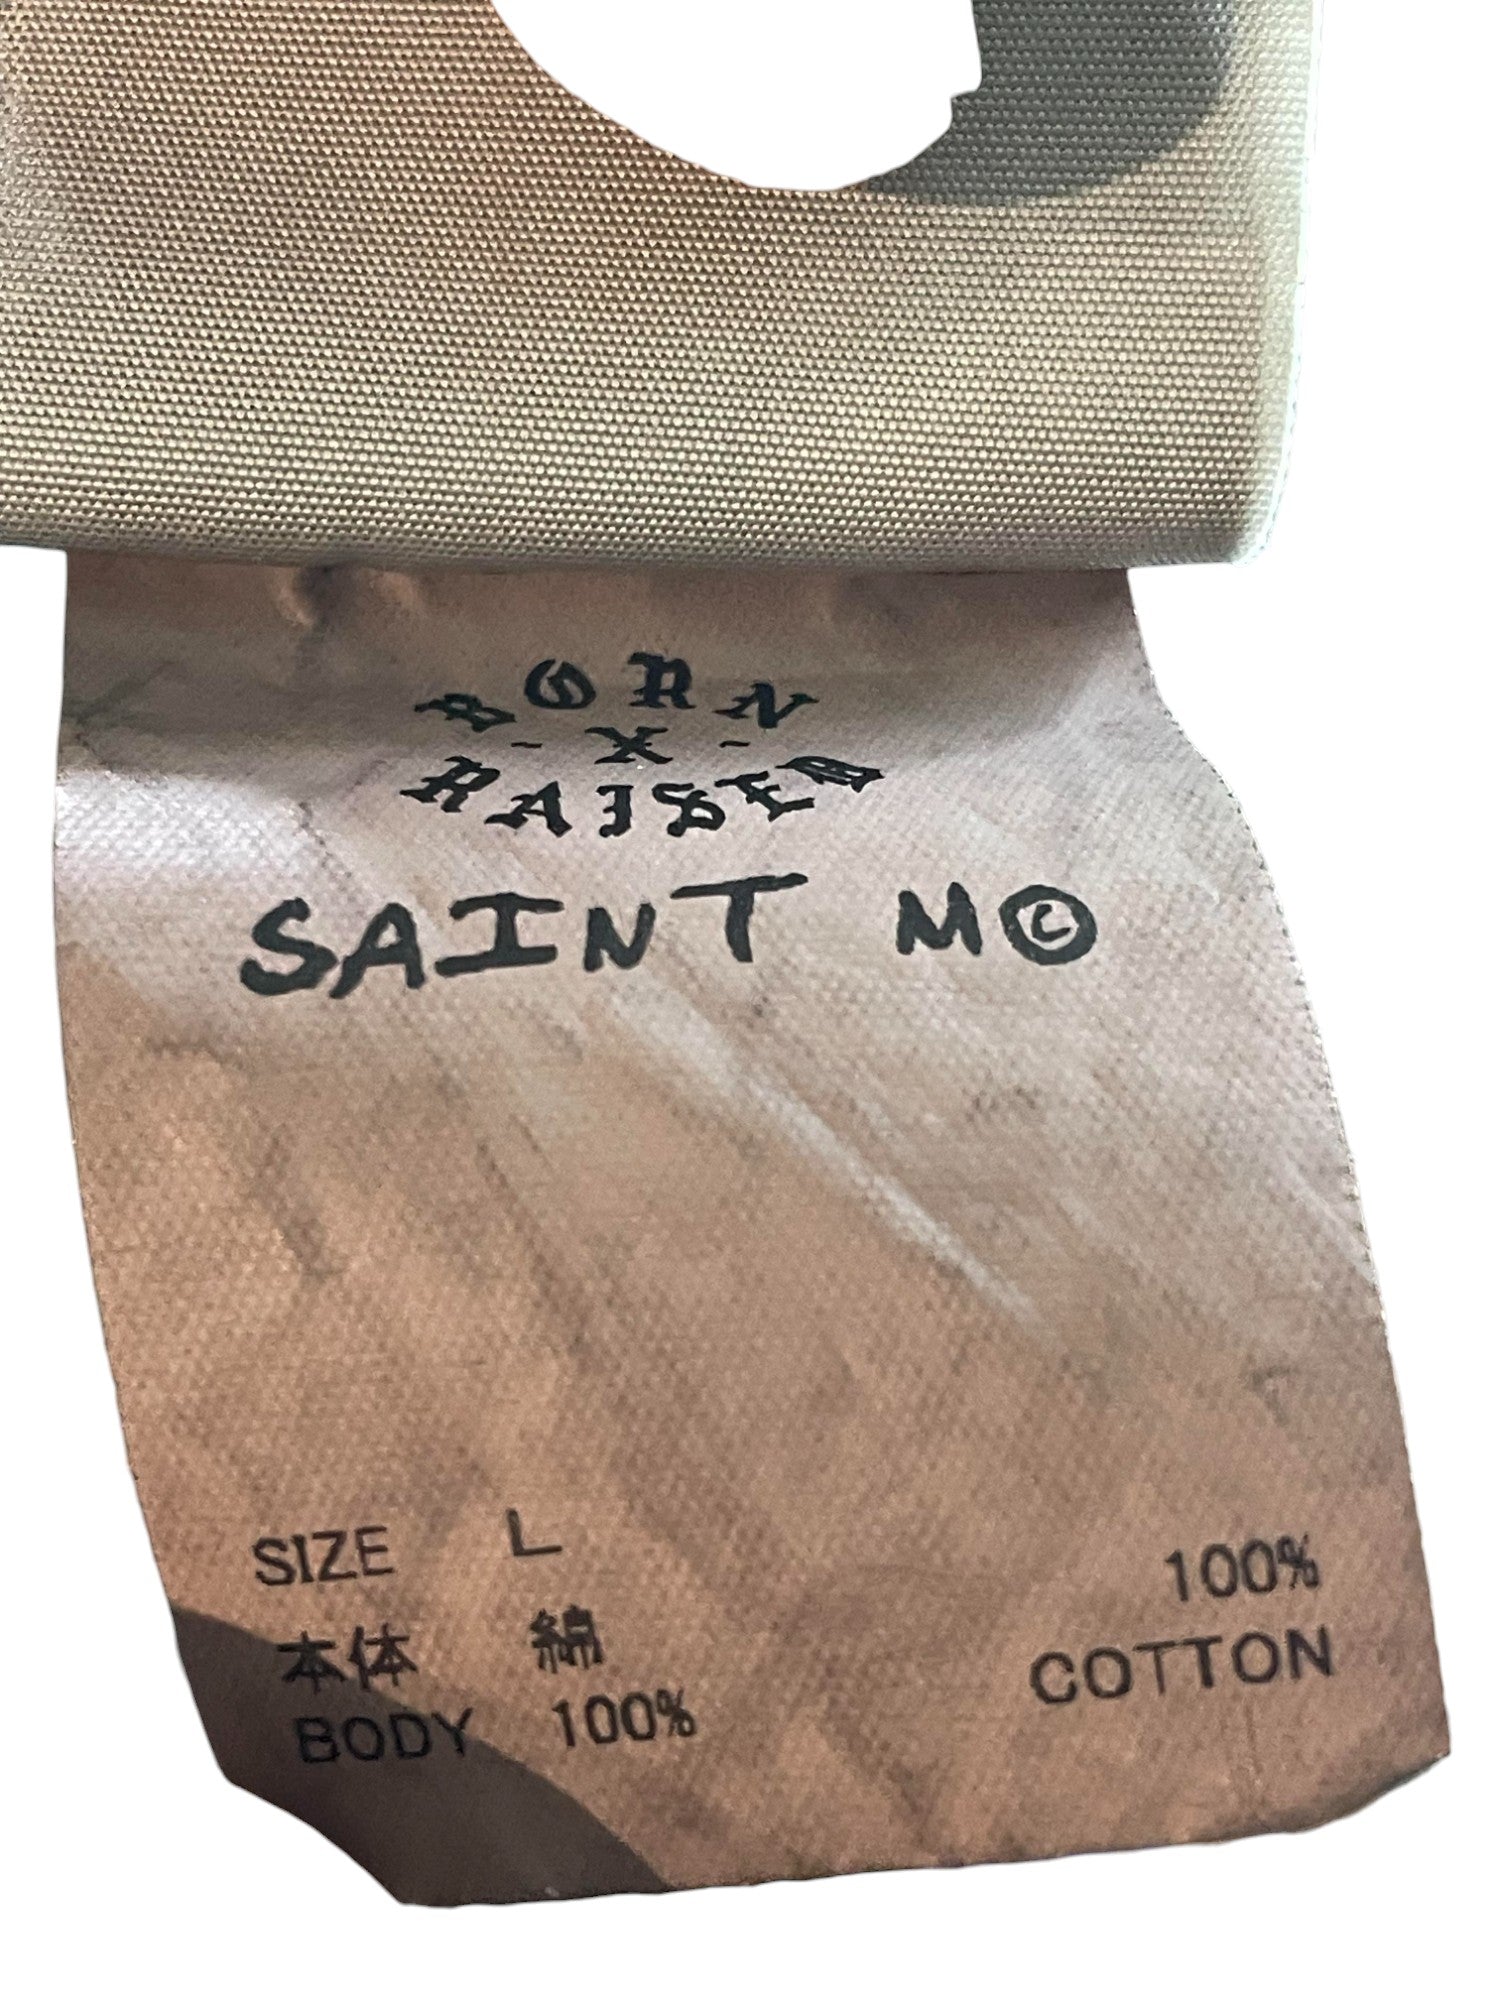 BORN
- X -
RAISED
SAINT M©
SIZE L
本体 綿
BODY 100%
100%
COTTON